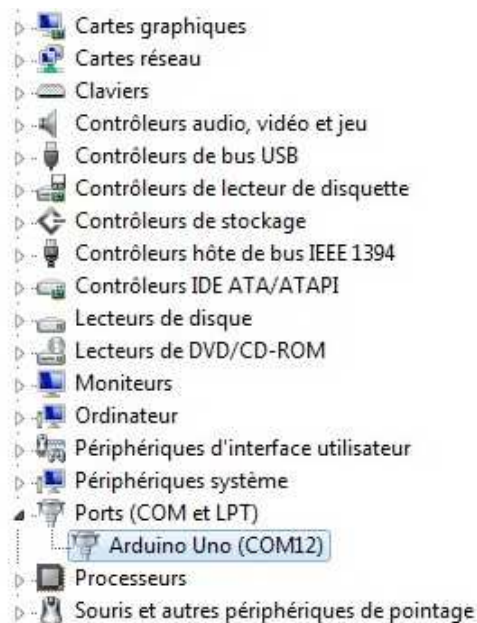 Cartes graphiques
Cartes réseau
Claviers
Contrôleurs audio, vidéo et jeu
Contrôleurs de bus USB
Contrôleurs de lecteur de disquette
Contrôleurs de stockage
Contrôleurs hôte de bus IEEE 1394
Contrôleurs IDE ATA/ATAPI
Lecteurs de disque
Lecteurs de DVD/CD-ROM
Moniteurs
Ordinateur
Périphériques d'interface utilisateur
Périphériques système
Ports (COM et LPT)
Arduino Uno (COM12)
Processeurs
Souris et autres périphériques de pointage